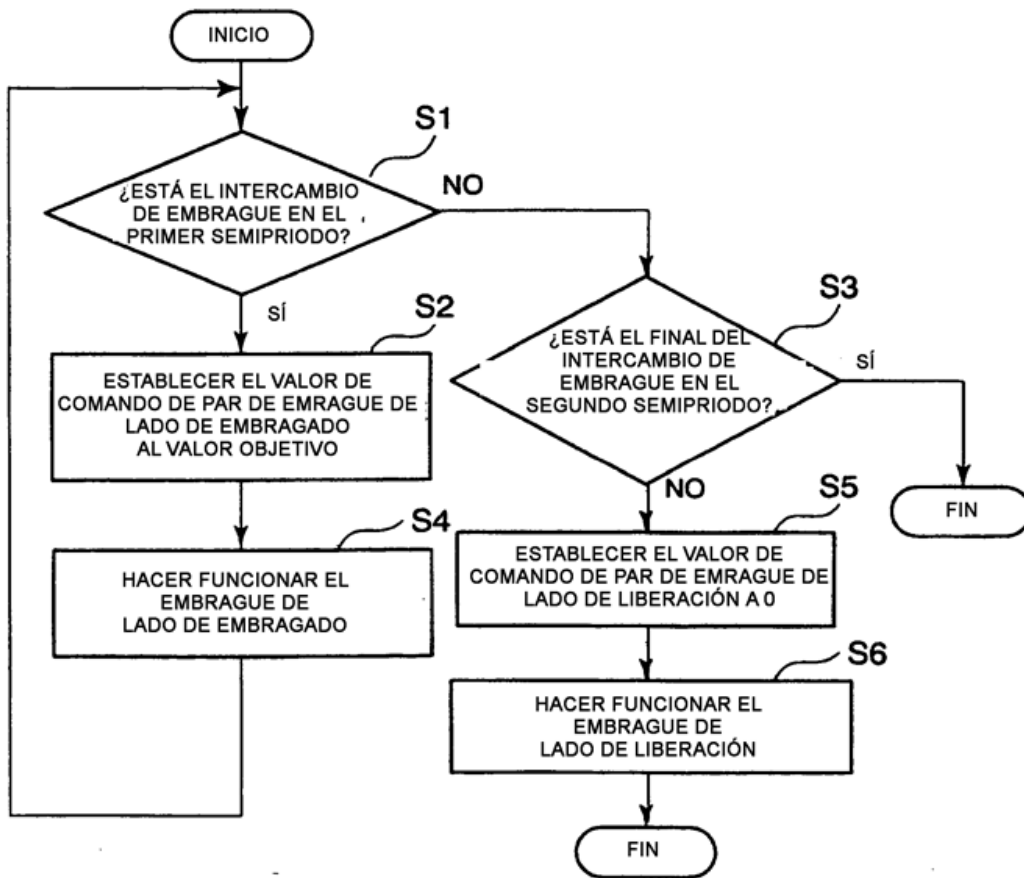 INICIO
S1
¿ESTÁ EL INTERCAMBIO
DE EMBRAGUE EN EL
PRIMER SEMIPRIODO?
NO
SÍ
S2
ESTABLECER EL VALOR DE
COMANDO DE PAR DE EMRAGUE DE
LADO DE EMBRAGADO
AL VALOR OBJETIVO
S4
HACER FUNCIONAR EL
EMBRAGUE DE
LADO DE EMBRAGADO
S3
¿ESTÁ EL FINAL DEL
INTERCAMBIO DE
EMBRAGUE EN EL
SEGUNDO SEMIPRIODO?
SÍ
FIN
NO
S5
ESTABLECER EL VALOR DE
COMANDO DE PAR DE EMRAGUE DE
LADO DE LIBERACIÓN A 0
S6
HACER FUNCIONAR EL
EMBRAGUE DE
LADO DE LIBERACIÓN
FIN